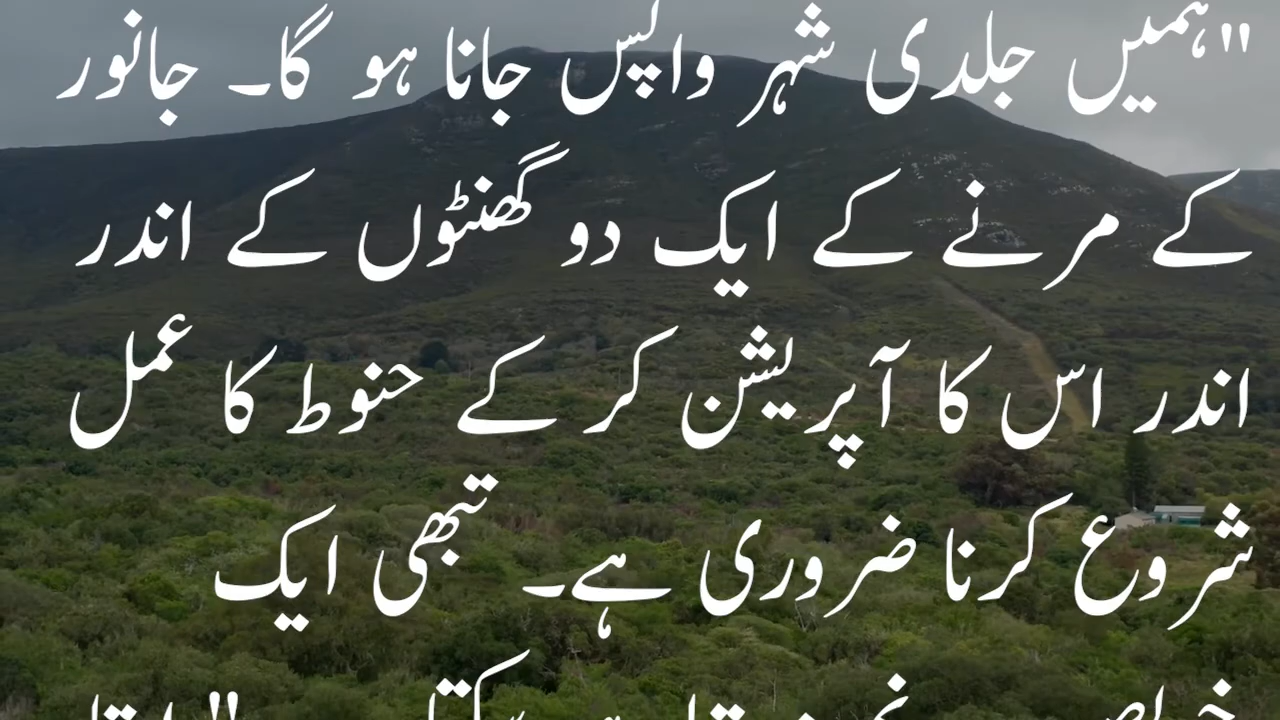 "ہمیں جلدی شہر واپس جانا ہو گا۔ جانور
کے مرنے کے ایک دو گھنٹوں کے اندر
اندر اس کا آپریشن کر کے حنوط کا عمل
شروع کرنا ضروری ہے۔ تبھی ایک